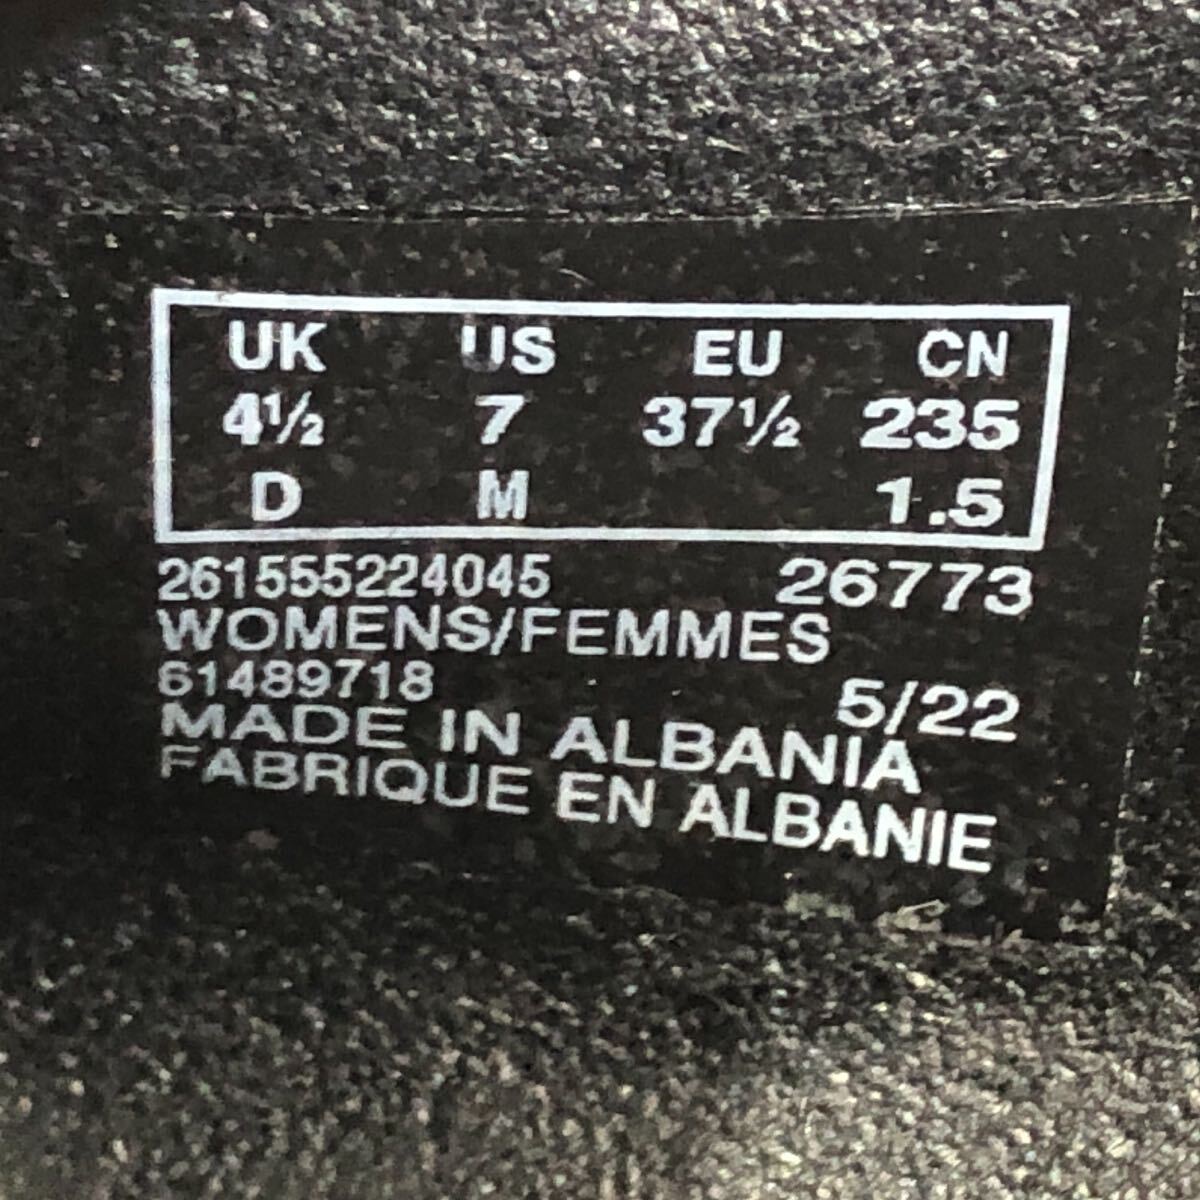 UK US EU CN
4½ 7 37½ 235
D M 1.5
261555224045 26773
WOMENS/FEMMES
61489718 5/22
MADE IN ALBANIA
FABRIQUE EN ALBANIE